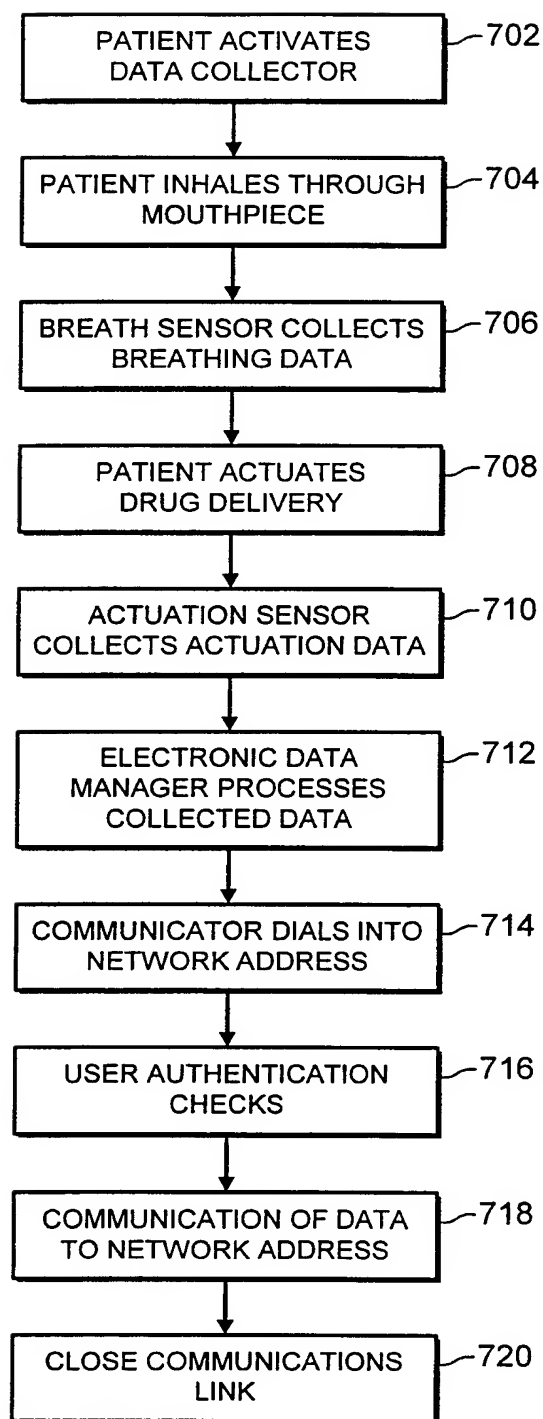 PATIENT ACTIVATES
DATA COLLECTOR
702
PATIENT INHALES THROUGH
MOUTHPIECE
704
BREATH SENSOR COLLECTS
BREATHING DATA
706
PATIENT ACTUATES
DRUG DELIVERY
708
ACTUATION SENSOR
COLLECTS ACTUATION DATA
710
ELECTRONIC DATA
MANAGER PROCESSES
COLLECTED DATA
712
COMMUNICATOR DIALS INTO
NETWORK ADDRESS
714
USER AUTHENTICATION
CHECKS
716
COMMUNICATION OF DATA
TO NETWORK ADDRESS
718
CLOSE COMMUNICATIONS
LINK
720